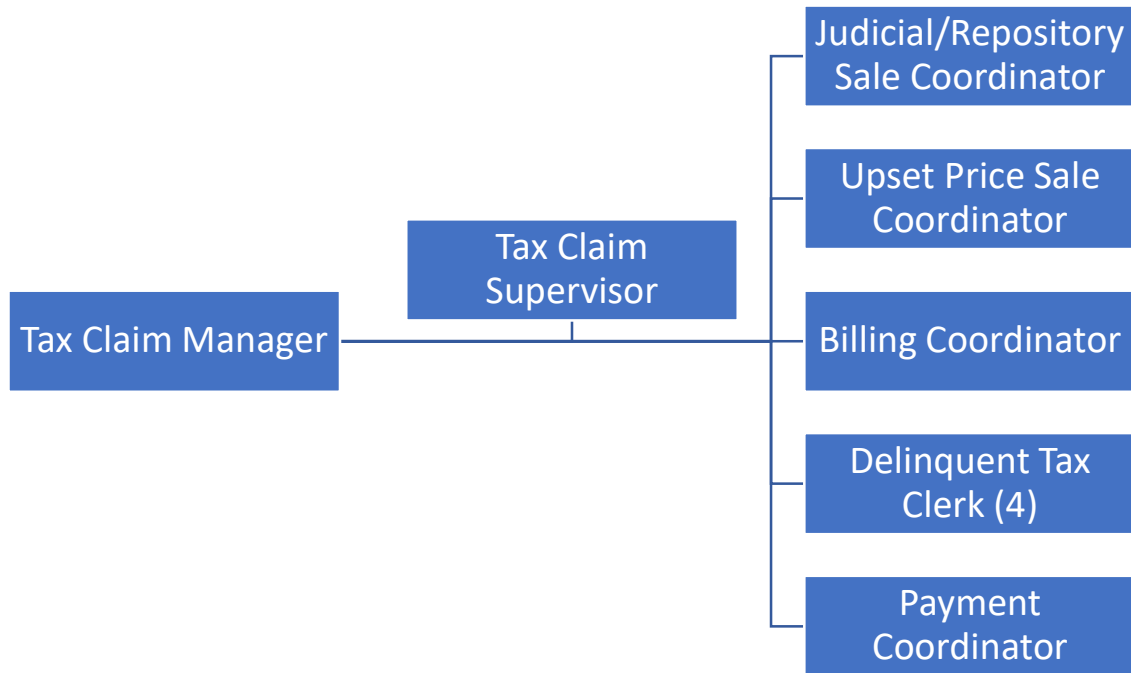 Judicial/Repository
Sale Coordinator
Upset Price Sale
Coordinator
Tax Claim
Supervisor
Tax Claim Manager
Billing Coordinator
Delinquent Tax
Clerk (4)
Payment
Coordinator